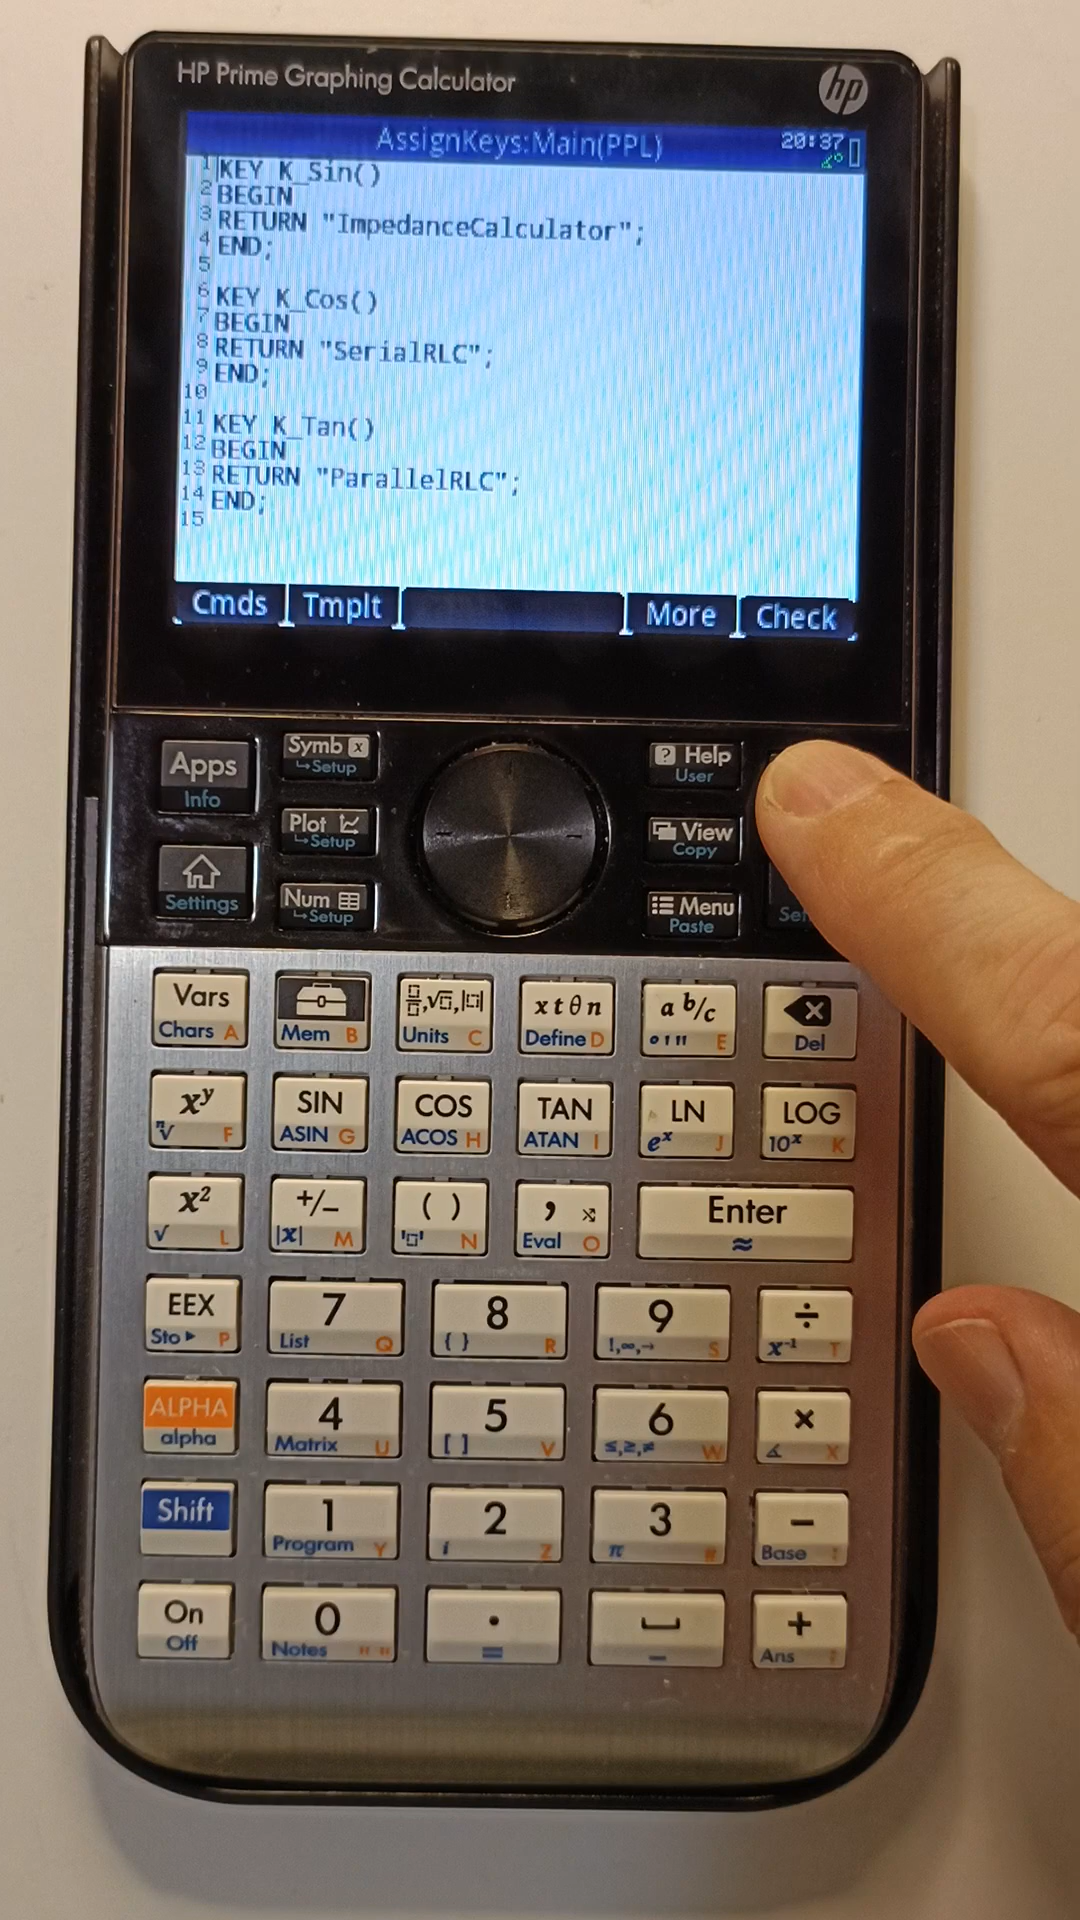 HP Prime Graphing Calculator
hp
AssignKeys:Main(PPL) 20:37
1 KEY K_Sin()
2 BEGIN
3 RETURN "ImpedanceCalculator";
4 END;
5
6 KEY K_Cos()
7 BEGIN
8 RETURN "SerialRLC";
9 END;
10
11 KEY K_Tan()
12 BEGIN
13 RETURN "ParallelRLC";
14 END;
15
Cmds Tmplt More Check
Apps Symb x ? Help
Info ↳Setup User
Plot View
↳Setup Copy
Settings Num Menu
↳Setup Paste
Vars √▯,|▯| x t θ n a b/c
Chars A Mem B Units C Define D ° ' " E Del
xʸ SIN COS TAN LN LOG
ⁿ√ F ASIN G ACOS H ATAN I eˣ J 10ˣ K
x² +/− ( ) , Enter
√ L |x| M '▯' N Eval O ≈
EEX 7 8 9 ÷
Sto ► P List Q { } R !,∞,→ S x⁻¹ T
ALPHA 4 5 6 ×
alpha Matrix U [ ] V ≤,≥,≠ W ∡ X
Shift 1 2 3 −
Program Y i Z π # Base :
On 0 . ␣ +
Off Notes " " = _ Ans ;